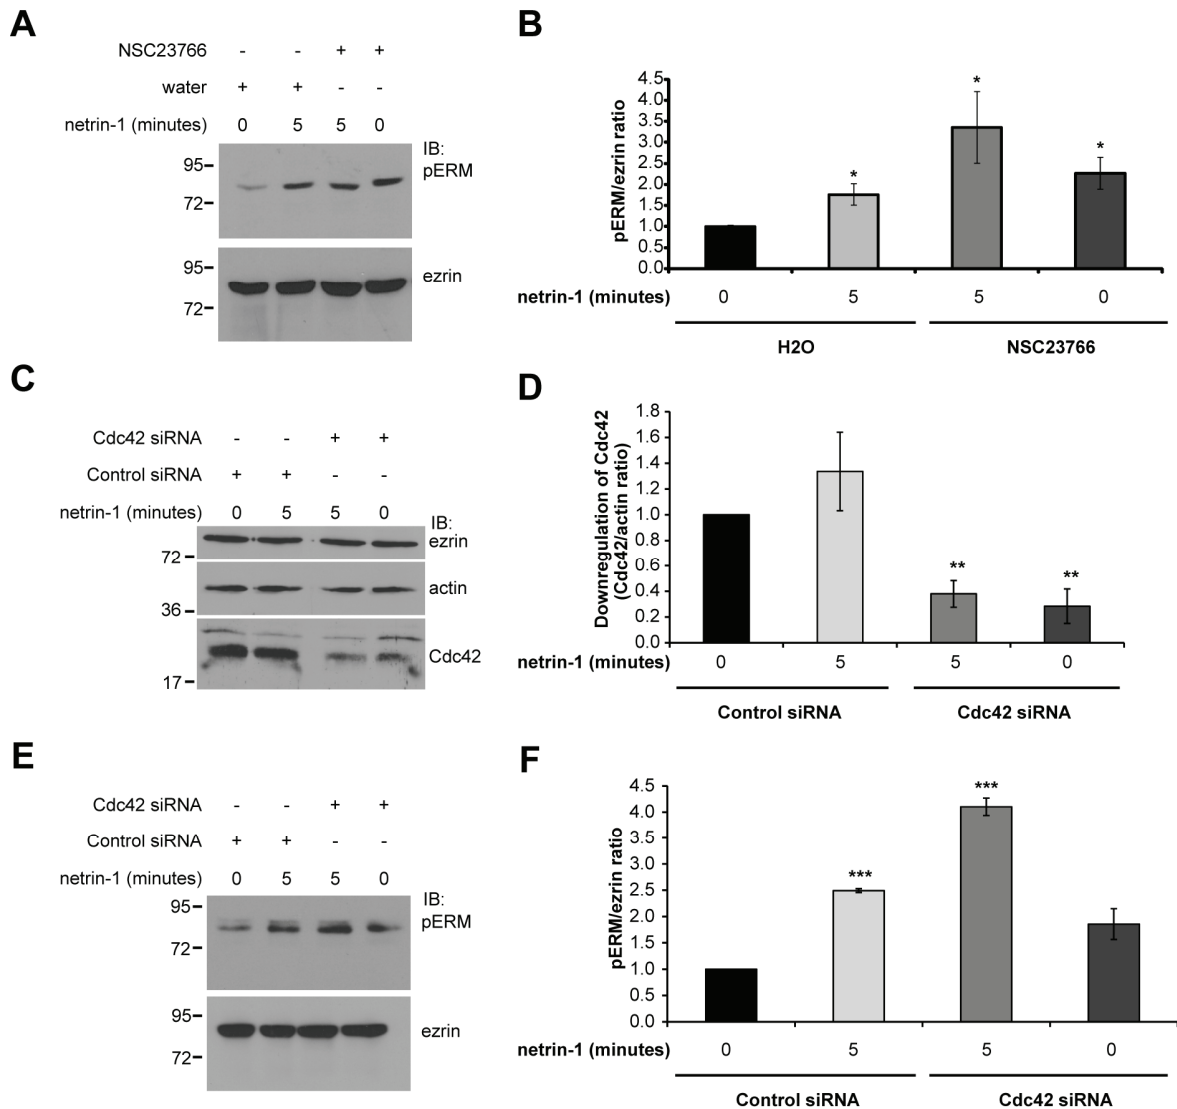 A
NSC23766 - - + +
water + + - -
netrin-1 (minutes) 0 5 5 0
IB:
pERM
95
72
ezrin
95
72
B
pERM/ezrin ratio
4.5
4.0
3.5
3.0
2.5
2.0
1.5
1.0
0.5
0.0
* * *
netrin-1 (minutes) 0 5 5 0
H2O NSC23766
C
Cdc42 siRNA - - + +
Control siRNA + + - -
netrin-1 (minutes) 0 5 5 0
IB:
ezrin
72
actin
36
Cdc42
17
D
Downregulation of Cdc42
(Cdc42/actin ratio)
1.8
1.6
1.4
1.2
1.0
0.8
0.6
0.4
0.2
0.0
** **
netrin-1 (minutes) 0 5 5 0
Control siRNA Cdc42 siRNA
E
Cdc42 siRNA - - + +
Control siRNA + + - -
netrin-1 (minutes) 0 5 5 0
IB:
pERM
95
72
95
ezrin
72
F
pERM/ezrin ratio
4.5
4.0
3.5
3.0
2.5
2.0
1.5
1.0
0.5
0.0
*** ***
netrin-1 (minutes) 0 5 5 0
Control siRNA Cdc42 siRNA